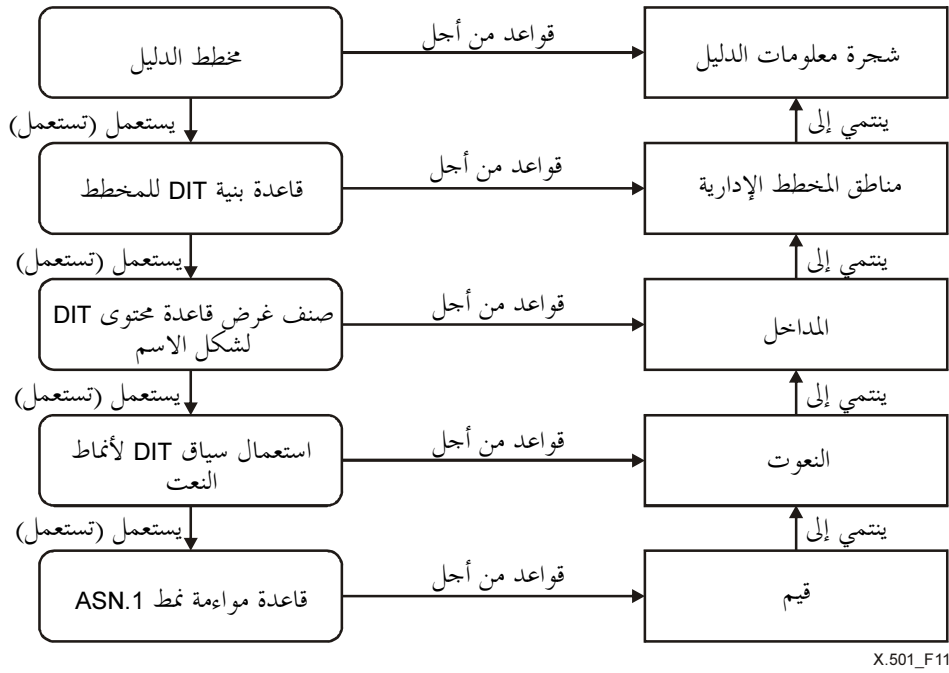 شجرة معلومات الدليل
قواعد من أجل
مخطط الدليل
ينتمي إلى
يستعمل (تستعمل)
مناطق المخطط الإدارية
قواعد من أجل
قاعدة بنية DIT للمخطط
ينتمي إلى
يستعمل (تستعمل)
المداخل
قواعد من أجل
صنف غرض قاعدة محتوى DIT
لشكل الاسم
ينتمي إلى
يستعمل (تستعمل)
النعوت
قواعد من أجل
استعمال سياق DIT لأنماط
النعت
ينتمي إلى
يستعمل (تستعمل)
قيم
قواعد من أجل
قاعدة مواءمة نمط ASN.1
X.501_F11